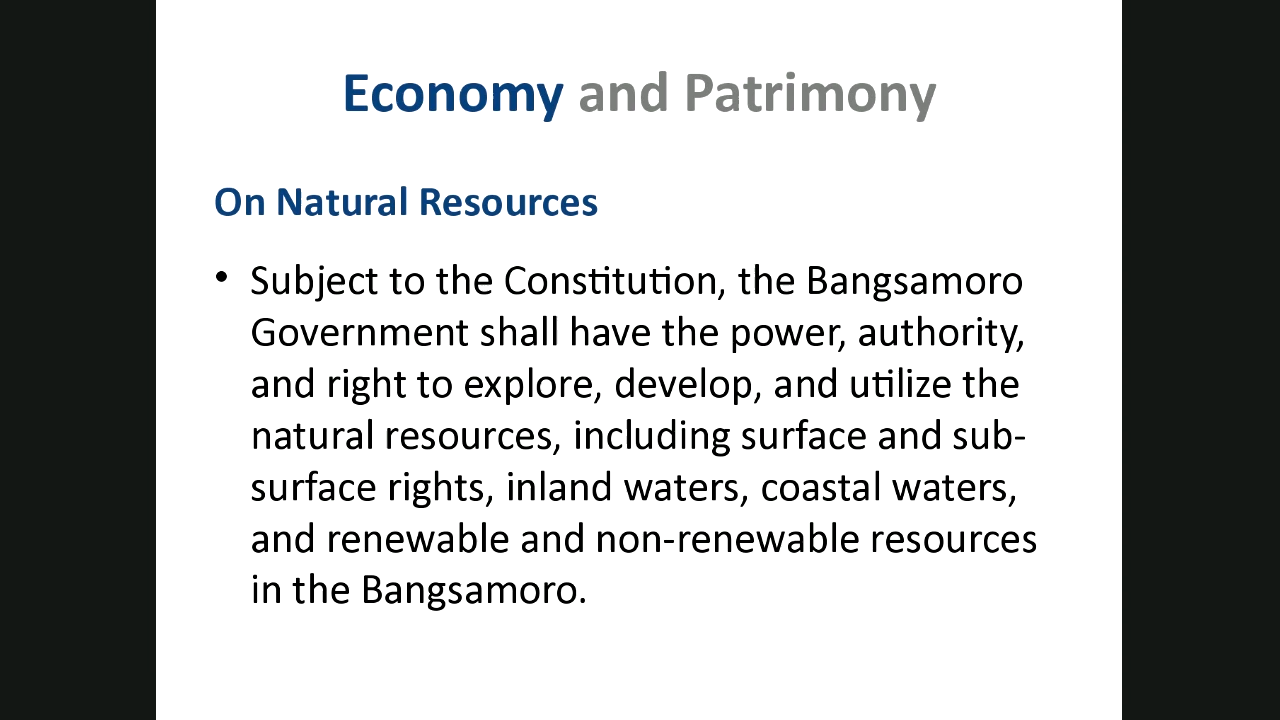 Economy and Patrimony
On Natural Resources
• Subject to the Constitution, the Bangsamoro
Government shall have the power, authority,
and right to explore, develop, and utilize the
natural resources, including surface and sub-
surface rights, inland waters, coastal waters,
and renewable and non-renewable resources
in the Bangsamoro.